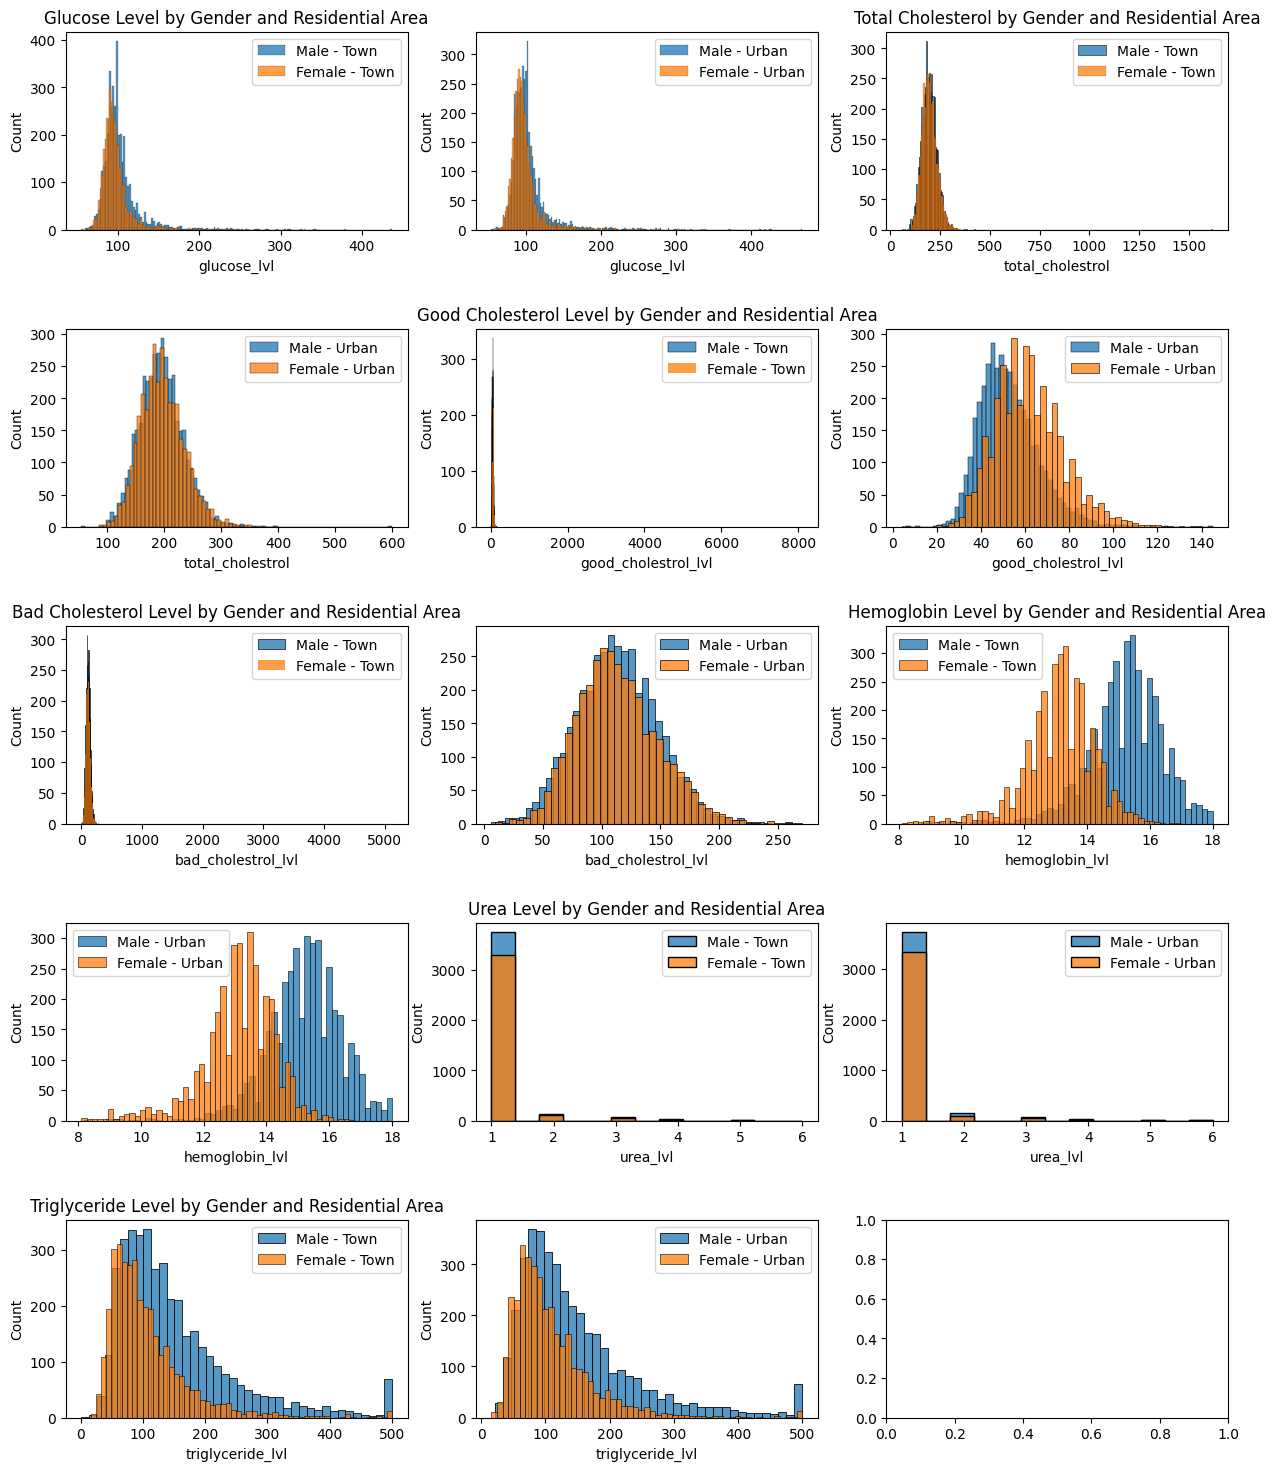 Glucose Level by Gender and Residential Area
400
300
200
100
0
Count
Male - Town
Female - Town
100
200
300
400
glucose_lvl
300
250
200
150
100
50
0
Count
Male - Urban
Female - Urban
100
200
300
400
glucose_lvl
Total Cholesterol by Gender and Residential Area
300
250
200
150
100
50
0
Count
Male - Town
Female - Town
0
250
500
750
1000
1250
1500
total_cholestrol
300
250
200
150
100
50
0
Count
Male - Urban
Female - Urban
100
200
300
400
500
600
total_cholestrol
Good Cholesterol Level by Gender and Residential Area
300
200
100
0
Count
Male - Town
Female - Town
0
2000
4000
6000
8000
good_cholestrol_lvl
300
250
200
150
100
50
0
Count
Male - Urban
Female - Urban
0
20
40
60
80
100
120
140
good_cholestrol_lvl
Bad Cholesterol Level by Gender and Residential Area
300
250
200
150
100
50
0
Count
Male - Town
Female - Town
0
1000
2000
3000
4000
5000
bad_cholestrol_lvl
250
200
150
100
50
0
Count
Male - Urban
Female - Urban
0
50
100
150
200
250
bad_cholestrol_lvl
Hemoglobin Level by Gender and Residential Area
300
250
200
150
100
50
0
Count
Male - Town
Female - Town
8
10
12
14
16
18
hemoglobin_lvl
300
250
200
150
100
50
0
Count
Male - Urban
Female - Urban
8
10
12
14
16
18
hemoglobin_lvl
Urea Level by Gender and Residential Area
3000
2000
1000
0
Count
Male - Town
Female - Town
1
2
3
4
5
6
urea_lvl
3000
2000
1000
0
Count
Male - Urban
Female - Urban
1
2
3
4
5
6
urea_lvl
Triglyceride Level by Gender and Residential Area
300
200
100
0
Count
Male - Town
Female - Town
0
100
200
300
400
500
triglyceride_lvl
300
200
100
0
Count
Male - Urban
Female - Urban
0
100
200
300
400
500
triglyceride_lvl
1.0
0.8
0.6
0.4
0.2
0.0
0.0
0.2
0.4
0.6
0.8
1.0